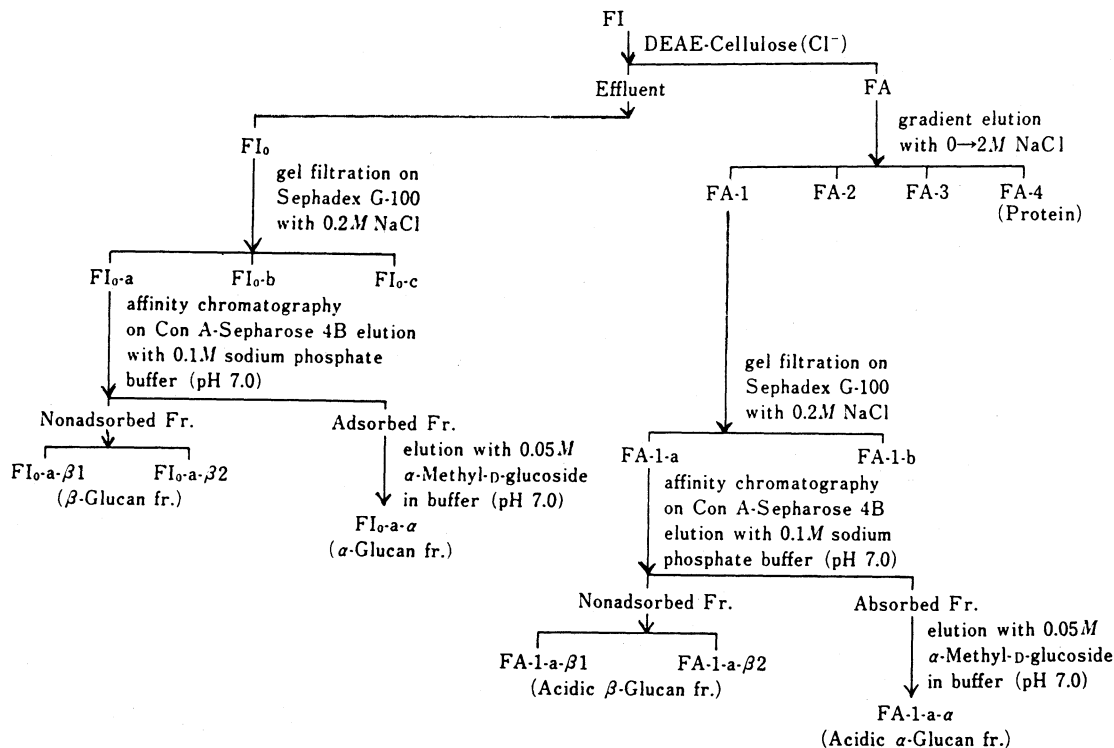 FI
DEAE-Cellulose(Cl⁻)
Effluent
FA
gradient elution
with 0→2M NaCl
FI₀
gel filtration on
Sephadex G-100
with 0.2M NaCl
FA-1
FA-2
FA-3
FA-4
(Protein)
FI₀-a
FI₀-b
FI₀-c
affinity chromatography
on Con A-Sepharose 4B elution
with 0.1M sodium phosphate
buffer (pH 7.0)
gel filtration on
Sephadex G-100
with 0.2M NaCl
Nonadsorbed Fr.
Adsorbed Fr.
FI₀-a-β1
FI₀-a-β2
(β-Glucan fr.)
elution with 0.05M
α-Methyl-D-glucoside
in buffer (pH 7.0)
FI₀-a-α
(α-Glucan fr.)
FA-1-a
FA-1-b
affinity chromatography
on Con A-Sepharose 4B
elution with 0.1M sodium
phosphate buffer (pH 7.0)
Nonadsorbed Fr.
Absorbed Fr.
FA-1-a-β1
FA-1-a-β2
(Acidic β-Glucan fr.)
elution with 0.05M
α-Methyl-D-glucoside
in buffer (pH 7.0)
FA-1-a-α
(Acidic α-Glucan fr.)